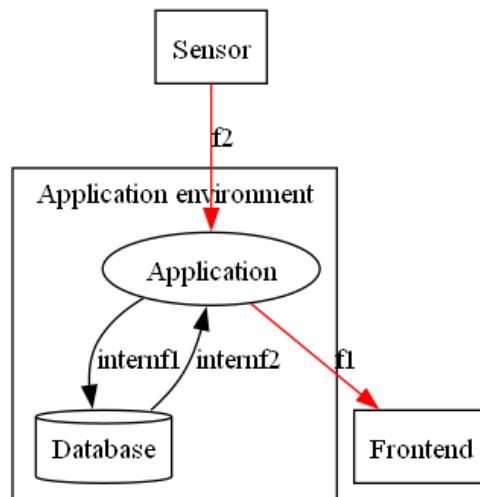 Sensor
f2
Application environment
Application
internf1
internf2
f1
Database
Frontend